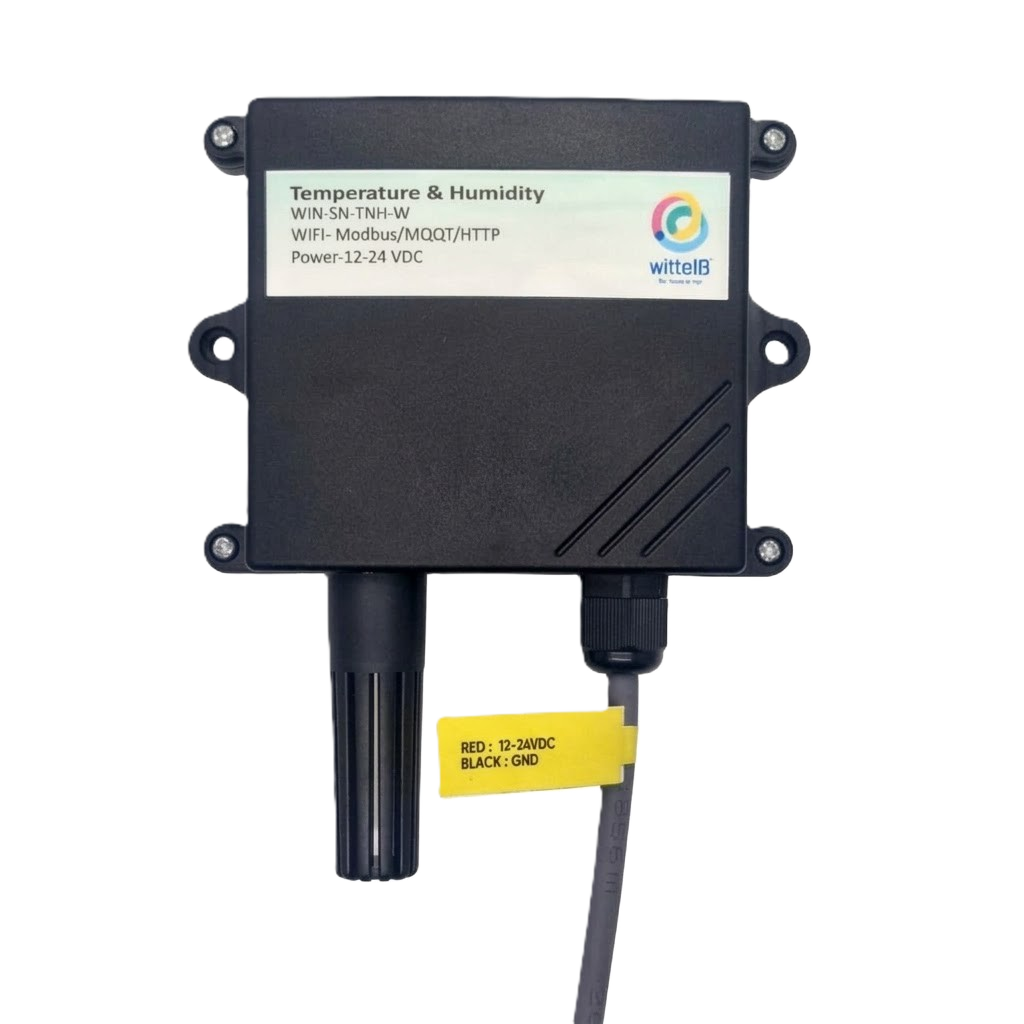 Temperature & Humidity
WIN-SN-TNH-W
WIFI- Modbus/MQQT/HTTP
Power-12-24 VDC
wittelB
RED : 12-24VDC
BLACK : GND